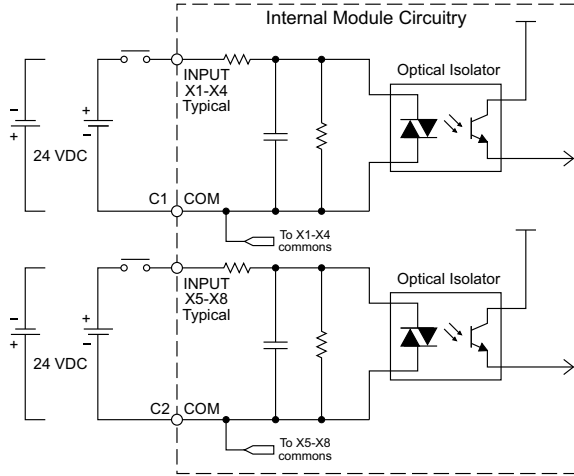 Internal Module Circuitry
INPUT
X1-X4
Typical
Optical Isolator
-
+
+
-
24 VDC
C1 COM
To X1-X4
commons
INPUT
X5-X8
Typical
Optical Isolator
-
+
+
-
24 VDC
C2 COM
To X5-X8
commons